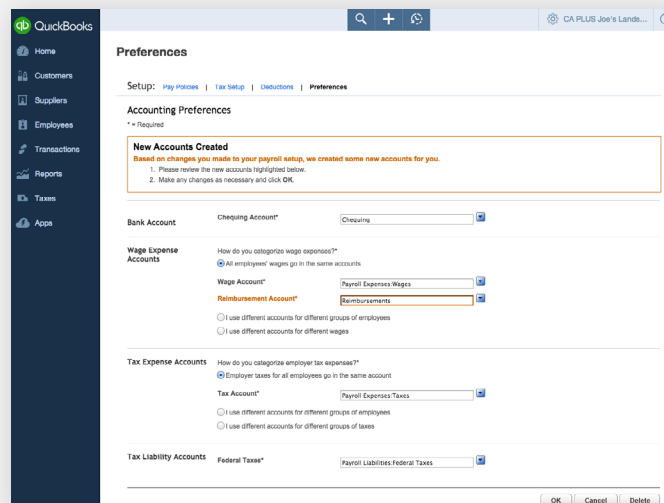 QuickBooks
CA PLUS Joe's Lands...
Home
Customers
Suppliers
Employees
Transactions
Reports
Taxes
Apps
Preferences
Setup: Pay Policies | Tax Setup | Deductions | Preferences
Accounting Preferences
* = Required
New Accounts Created
Based on changes you made to your payroll setup, we created some new accounts for you.
1. Please review the new accounts highlighted below.
2. Make any changes as necessary and click OK.
Bank Account
Chequing Account*
Chequing
Wage Expense
Accounts
How do you categorize wage expenses?*
All employees' wages go in the same accounts
Wage Account*
Payroll Expenses:Wages
Reimbursement Account*
Reimbursements
I use different accounts for different groups of employees
I use different accounts for different wages
Tax Expense Accounts
How do you categorize employer tax expenses?*
Employer taxes for all employees go in the same account
Tax Account*
Payroll Expenses:Taxes
I use different accounts for different groups of employees
I use different accounts for different groups of taxes
Tax Liability Accounts
Federal Taxes*
Payroll Liabilities:Federal Taxes
OK Cancel Delete